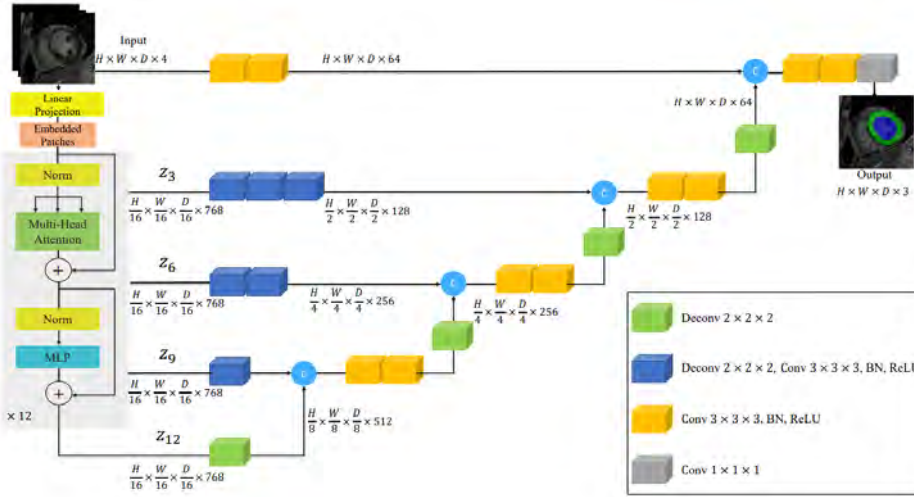 Input
H × W × D × 4
H × W × D × 64
C
H × W × D × 64
Linear
Projection
Embedded
Patches
Output
H × W × D × 3
Norm
Z₃
H/16 × W/16 × D/16 × 768
H/2 × W/2 × D/2 × 128
C
H/2 × W/2 × D/2 × 128
Multi-Head
Attention
+
Z₆
H/16 × W/16 × D/16 × 768
H/4 × W/4 × D/4 × 256
C
H/4 × W/4 × D/4 × 256
Norm
MLP
+
× 12
Z₉
H/16 × W/16 × D/16 × 768
C
H/8 × W/8 × D/8 × 512
Z₁₂
H/16 × W/16 × D/16 × 768
Deconv 2 × 2 × 2
Deconv 2 × 2 × 2, Conv 3 × 3 × 3, BN, ReLU
Conv 3 × 3 × 3, BN, ReLU
Conv 1 × 1 × 1